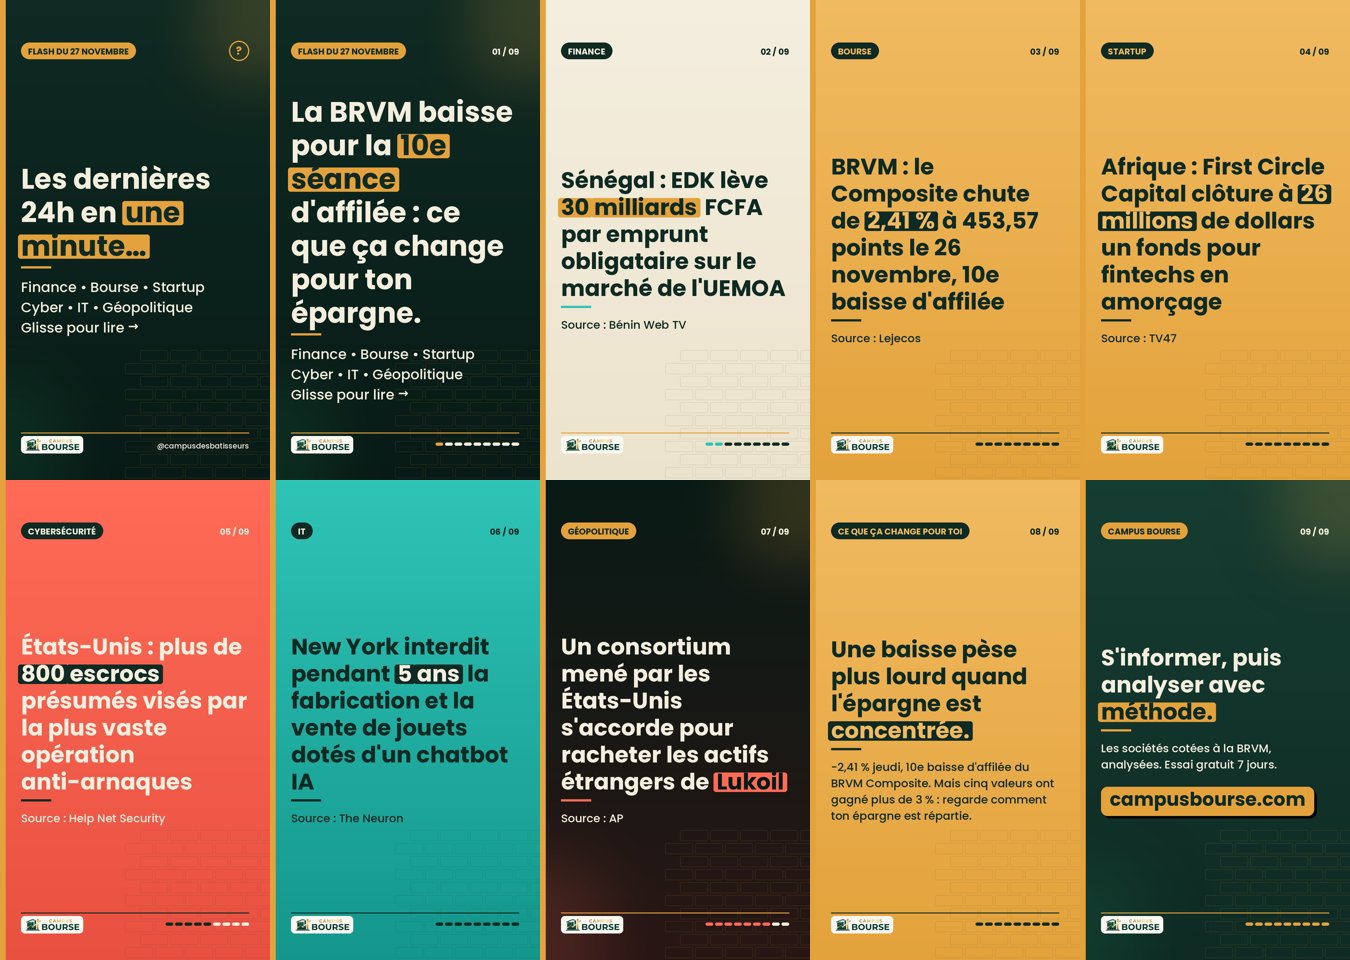 FLASH DU 27 NOVEMBRE
?
Les dernières
24h en une
minute...
Finance • Bourse • Startup
Cyber • IT • Géopolitique
Glisse pour lire →
CAMPUS
BOURSE
@campusdesbatisseurs
FLASH DU 27 NOVEMBRE
01 / 09
La BRVM baisse
pour la 10e
séance
d'affilée : ce
que ça change
pour ton
épargne.
Finance • Bourse • Startup
Cyber • IT • Géopolitique
Glisse pour lire →
CAMPUS
BOURSE
FINANCE
02 / 09
Sénégal : EDK lève
30 milliards FCFA
par emprunt
obligataire sur le
marché de l'UEMOA
Source : Bénin Web TV
CAMPUS
BOURSE
BOURSE
03 / 09
BRVM : le
Composite chute
de 2,41 % à 453,57
points le 26
novembre, 10e
baisse d'affilée
Source : Lejecos
CAMPUS
BOURSE
STARTUP
04 / 09
Afrique : First Circle
Capital clôture à 26
millions de dollars
un fonds pour
fintechs en
amorçage
Source : TV47
CAMPUS
BOURSE
CYBERSÉCURITÉ
05 / 09
États-Unis : plus de
800 escrocs
présumés visés par
la plus vaste
opération
anti-arnaques
Source : Help Net Security
CAMPUS
BOURSE
IT
06 / 09
New York interdit
pendant 5 ans la
fabrication et la
vente de jouets
dotés d'un chatbot
IA
Source : The Neuron
CAMPUS
BOURSE
GÉOPOLITIQUE
07 / 09
Un consortium
mené par les
États-Unis
s'accorde pour
racheter les actifs
étrangers de Lukoil
Source : AP
CAMPUS
BOURSE
CE QUE ÇA CHANGE POUR TOI
08 / 09
Une baisse pèse
plus lourd quand
l'épargne est
concentrée.
-2,41 % jeudi, 10e baisse d'affilée du
BRVM Composite. Mais cinq valeurs ont
gagné plus de 3 % : regarde comment
ton épargne est répartie.
CAMPUS
BOURSE
CAMPUS BOURSE
09 / 09
S'informer, puis
analyser avec
méthode.
Les sociétés cotées à la BRVM,
analysées. Essai gratuit 7 jours.
campusbourse.com
CAMPUS
BOURSE